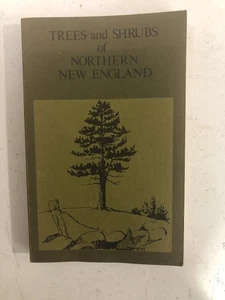 TREES and SHRUBS
of
NORTHERN
NEW ENGLAND